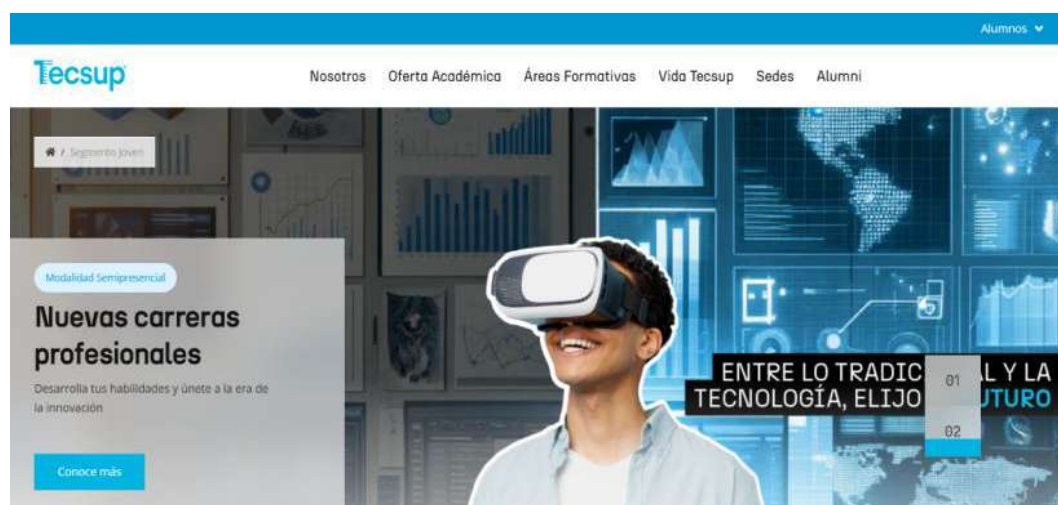 Alumnos
Tecsup
Nosotros Oferta Académica Áreas Formativas Vida Tecsup Sedes Alumni
/ Segmento Joven
Modalidad Semipresencial
Nuevas carreras
profesionales
Desarrolla tus habilidades y únete a la era de
la innovación
Conoce más
ENTRE LO TRADIC L Y LA
TECNOLOGÍA, ELIJO UTURO
01
02